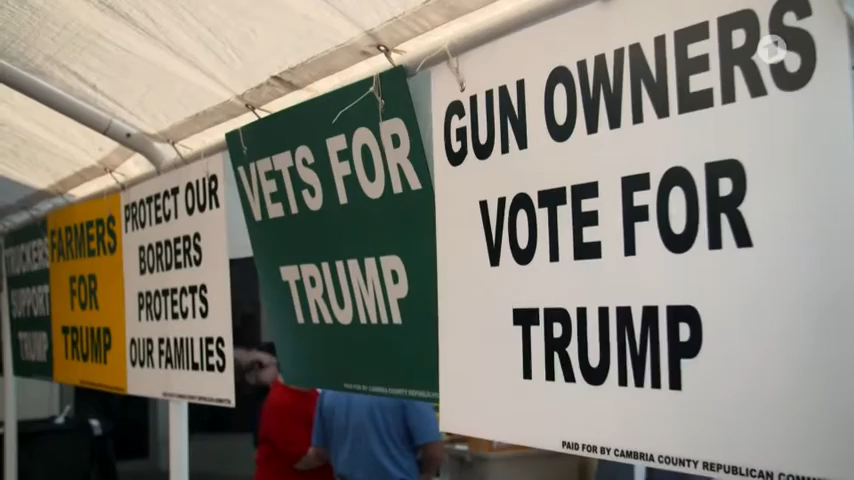 TRUCKERS
SUPPORT
TRUMP
FARMERS
FOR
TRUMP
PROTECT OUR
BORDERS
PROTECTS
OUR FAMILIES
VETS FOR
TRUMP
PAID FOR BY CAMBRIA COUNTY REPUBLICAN
GUN OWNERS
VOTE FOR
TRUMP
PAID FOR BY CAMBRIA COUNTY REPUBLICAN